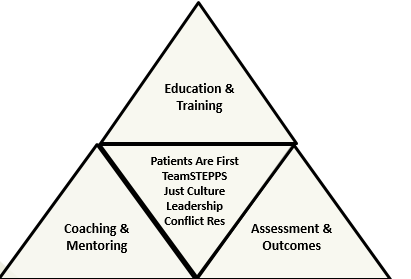 Education &
Training
Patients Are First
TeamSTEPPS
Just Culture
Leadership
Conflict Res
Coaching &
Mentoring
Assessment &
Outcomes